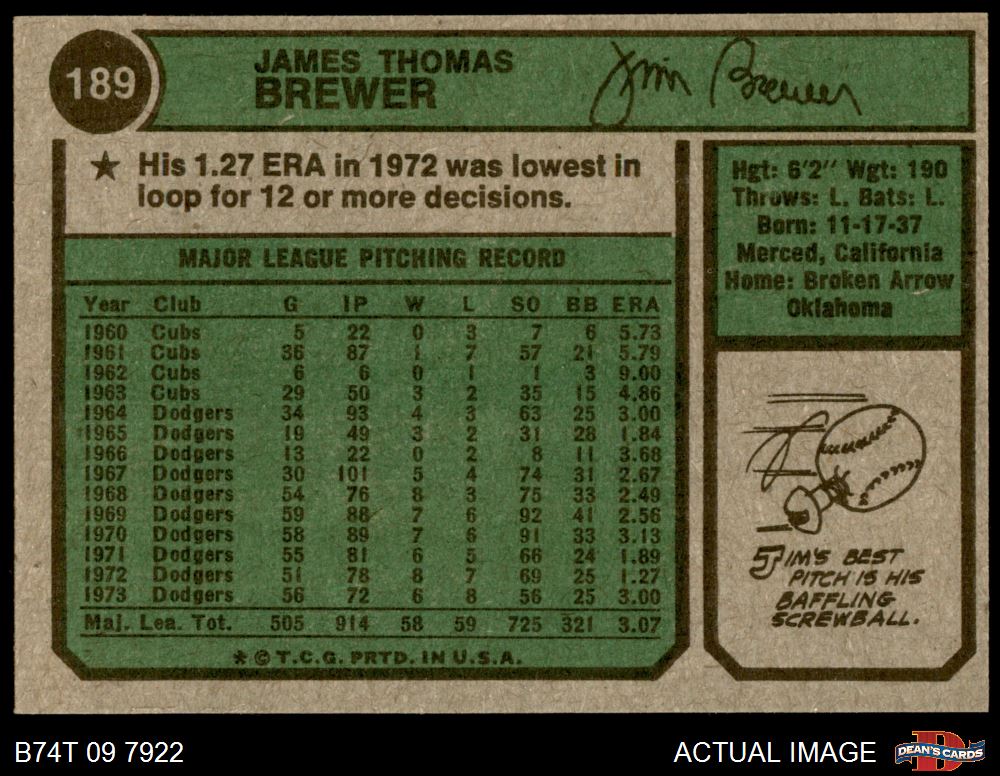 189
JAMES THOMAS
BREWER
Jim Brewer
★ His 1.27 ERA in 1972 was lowest in
loop for 12 or more decisions.
MAJOR LEAGUE PITCHING RECORD
Year Club G IP W L SO BB ERA
1960 Cubs 5 22 0 3 7 6 5.73
1961 Cubs 36 87 1 7 57 21 5.79
1962 Cubs 6 6 0 1 1 3 9.00
1963 Cubs 29 50 3 2 35 15 4.86
1964 Dodgers 34 93 4 3 63 25 3.00
1965 Dodgers 19 49 3 2 31 28 1.84
1966 Dodgers 13 22 0 2 8 11 3.68
1967 Dodgers 30 101 5 4 74 31 2.67
1968 Dodgers 54 76 8 3 75 33 2.49
1969 Dodgers 59 88 7 6 92 41 2.56
1970 Dodgers 58 89 7 6 91 33 3.13
1971 Dodgers 55 81 6 5 66 24 1.89
1972 Dodgers 51 78 8 7 69 25 1.27
1973 Dodgers 56 72 6 8 56 25 3.00
Maj. Lea. Tot. 505 914 58 59 725 321 3.07
* © T.C.G. PRTD. IN U.S.A.
Hgt: 6'2" Wgt: 190
Throws: L. Bats: L.
Born: 11-17-37
Merced, California
Home: Broken Arrow
Oklahoma
JIM'S BEST
PITCH IS HIS
BAFFLING
SCREWBALL.
B74T 09 7922
ACTUAL IMAGE
D
DEAN'S CARDS